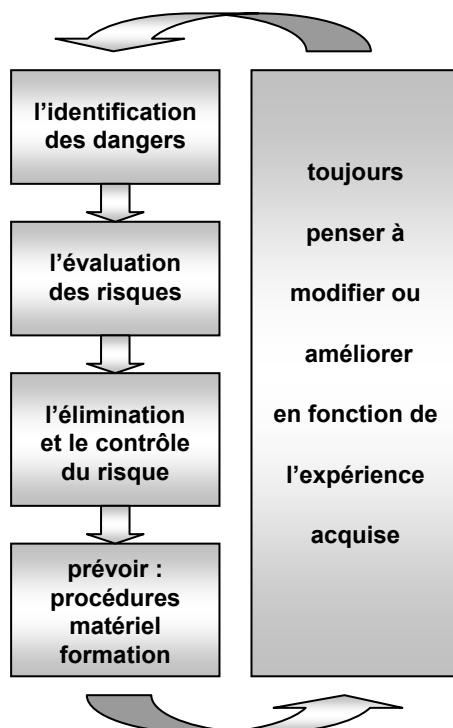 l’identification
des dangers
l’évaluation
des risques
l’élimination
et le contrôle
du risque
prévoir :
procédures
matériel
formation
toujours
penser à
modifier ou
améliorer
en fonction de
l’expérience
acquise